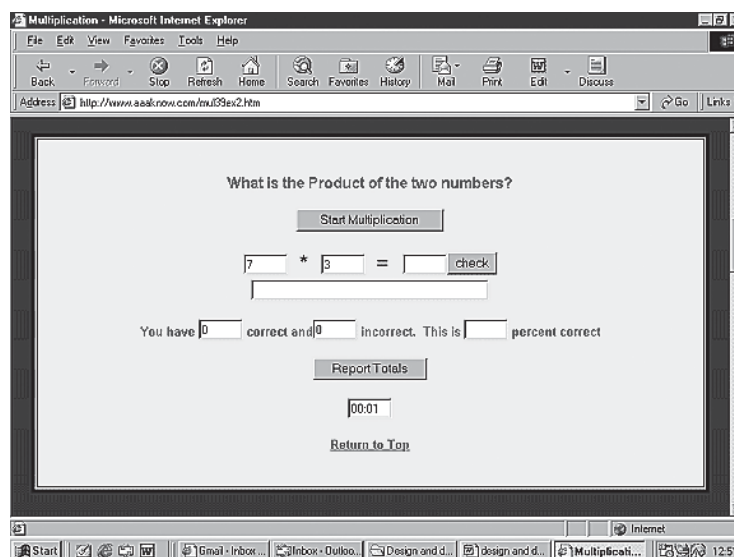 Multiplication - Microsoft Internet Explorer
File Edit View Favorites Tools Help
Back Forward Stop Refresh Home Search Favorites History Mail Print Edit Discuss
Address http://www.aaaknow.com/mul39ex2.htm Go Links
What is the Product of the two numbers?
Start Multiplication
7 * 3 = check
You have 0 correct and 0 incorrect. This is percent correct
Report Totals
00:01
Return to Top
Internet
Start Gmail - Inbox ... Inbox - Outloo... Design and d... design and d... Multiplicati...